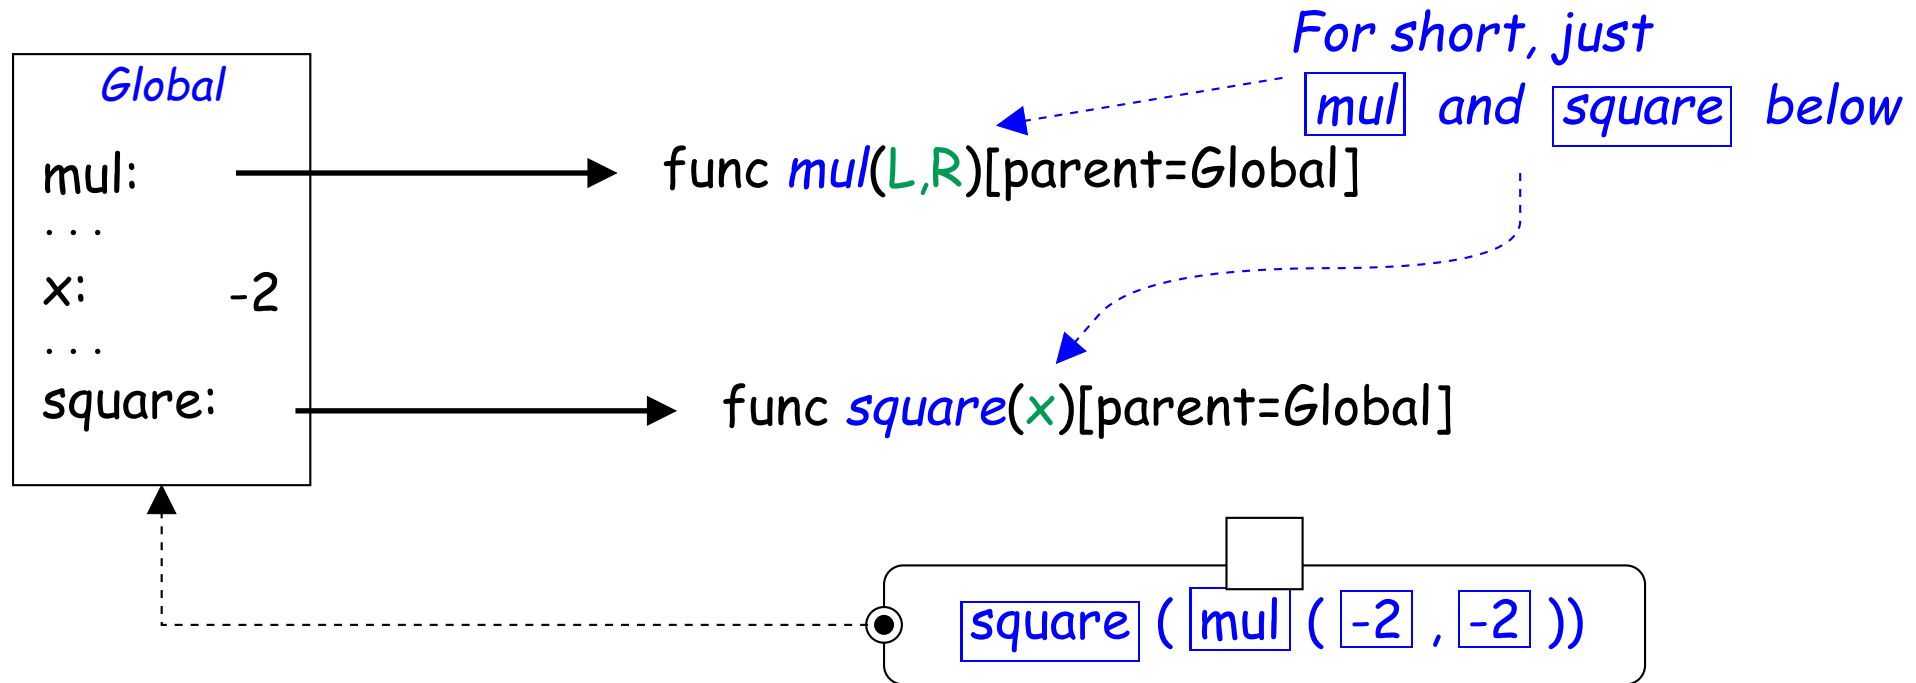 For short, just
mul and square below
Global
mul:
func mul(L,R)[parent=Global]
. . .
x: -2
. . .
square:
func square(x)[parent=Global]
square ( mul ( -2 , -2 ))